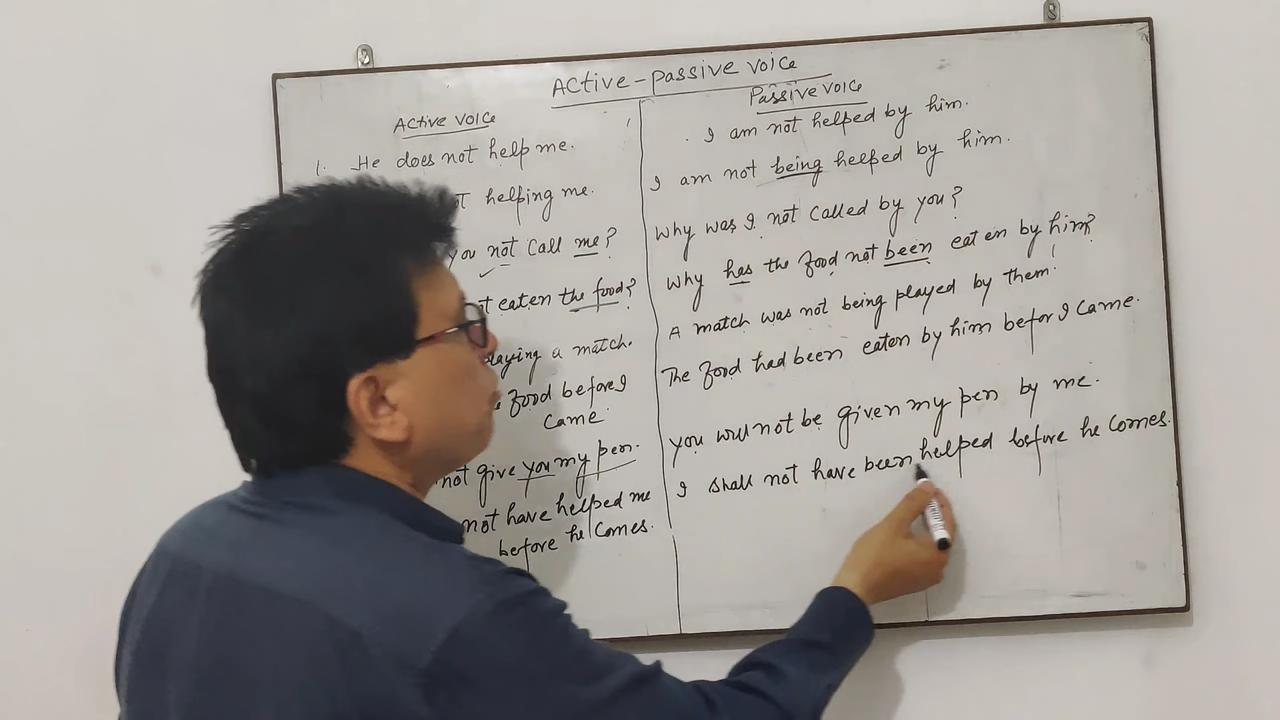 Active-passive voice
Active voice
1. He does not help me.
helping me.
you not call me?
eaten the food?
a match.
food before I
came.
not give you my pen.
not have helped me
before he comes.
Passive voice
I am not helped by him.
I am not being helped by him.
Why was I not called by you?
Why has the food not been eaten by him?
A match was not being played by them.
The food had been eaten by him befor I came.
You will not be given my pen by me.
I shall not have been helped before he comes.